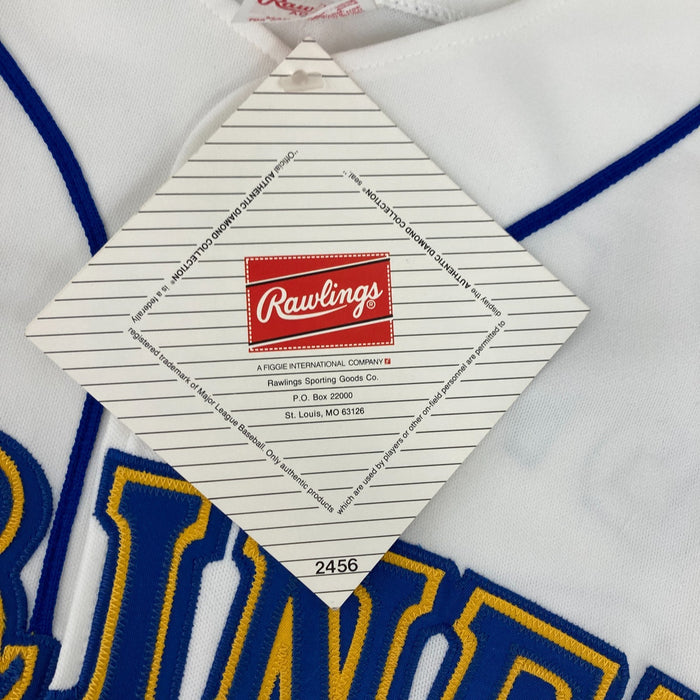 Rawlings
"Official AUTHENTIC DIAMOND COLLECTION® is a federally
registered trademark of Major League Baseball. Only authentic products
which are used by players or other on-field personnel are permitted to
display the AUTHENTIC DIAMOND COLLECTION® seal."
Rawlings®
A FIGGIE INTERNATIONAL COMPANY
Rawlings Sporting Goods Co.
P.O. Box 22000
St. Louis, MO 63126
2456
RINE